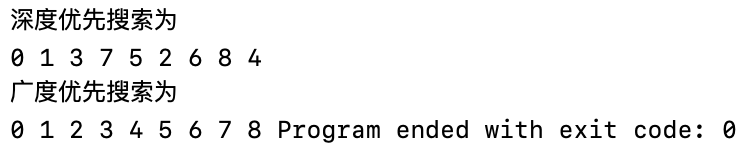 深度优先搜索为
0 1 3 7 5 2 6 8 4
广度优先搜索为
0 1 2 3 4 5 6 7 8 Program ended with exit code: 0